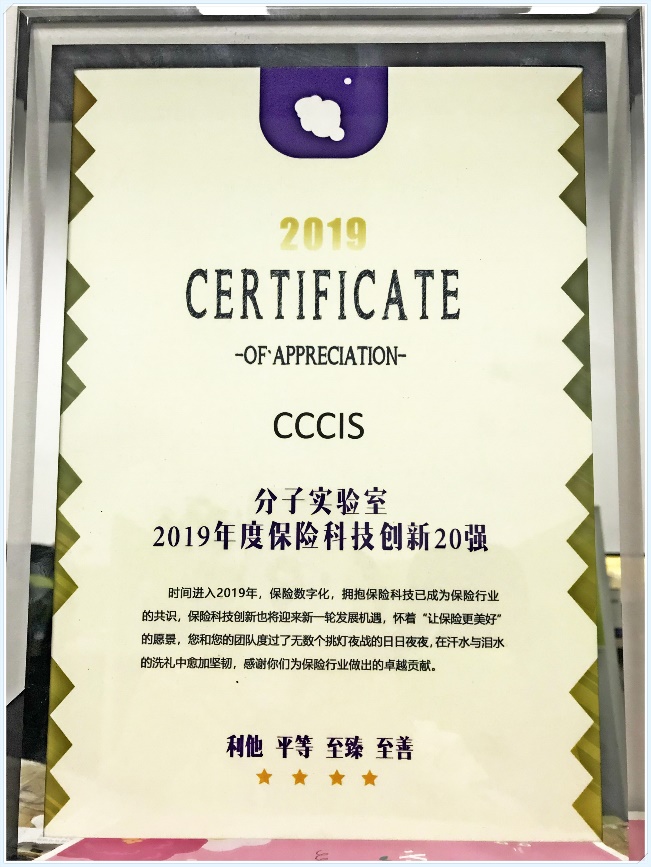 2019
CERTIFICATE
-OF APPRECIATION-
CCCIS
分子实验室
2019年度保险科技创新20强
时间进入2019年，保险数字化，拥抱保险科技已成为保险行业
的共识，保险科技创新也将迎来新一轮发展机遇，怀着“让保险更美好”
的愿景，您和您的团队度过了无数个挑灯夜战的日日夜夜，在汗水与泪水
的洗礼中愈加坚韧，感谢你们为保险行业做出的卓越贡献。
利他 平等 至臻 至善